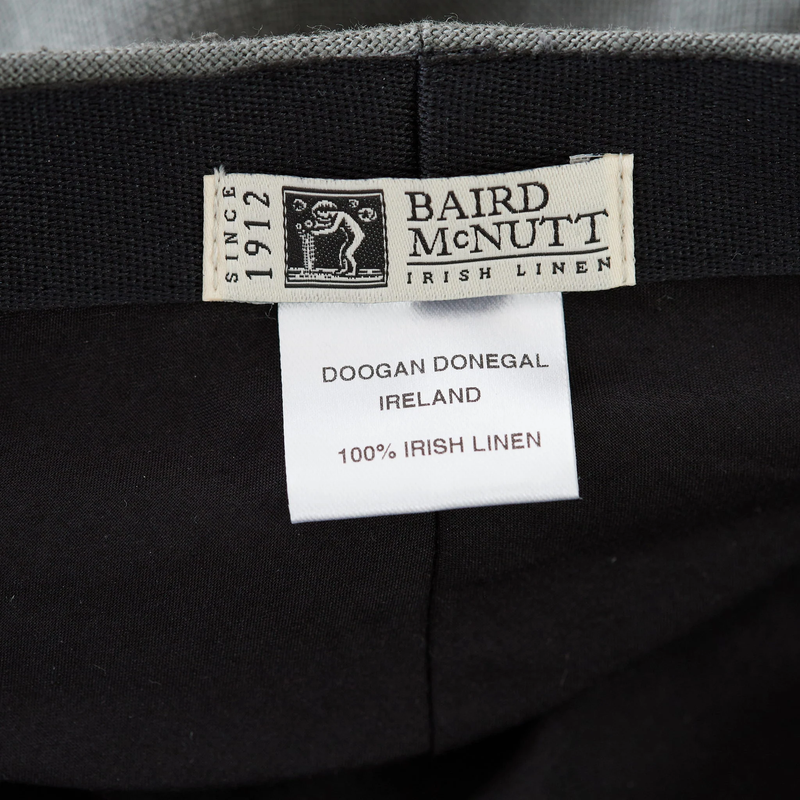 SINCE
1912
BAIRD
McNUTT
IRISH LINEN
DOOGAN DONEGAL
IRELAND
100% IRISH LINEN